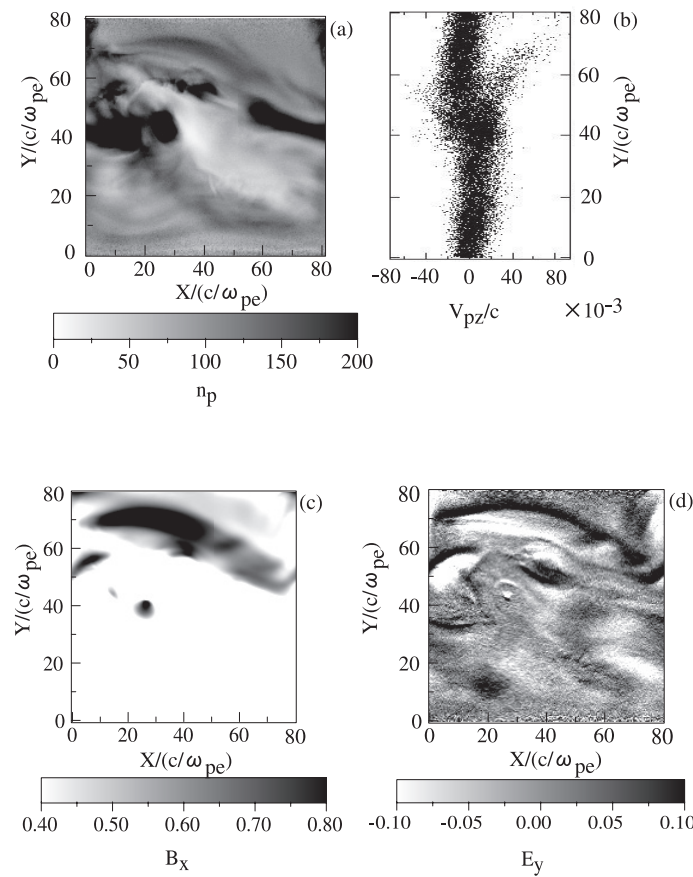 (a)
80
60
40
20
0
Y/(c/ω_pe)
0 20 40 60 80
X/(c/ω_pe)
0 50 100 150 200
n_p
(b)
80
60
40
20
0
Y/(c/ω_pe)
-80 -40 0 40 80
V_pz/c ×10^-3
(c)
80
60
40
20
0
Y/(c/ω_pe)
0 20 40 60 80
X/(c/ω_pe)
0.40 0.50 0.60 0.70 0.80
B_x
(d)
80
60
40
20
0
Y/(c/ω_pe)
0 20 40 60 80
X/(c/ω_pe)
-0.10 -0.05 0.00 0.05 0.10
E_y